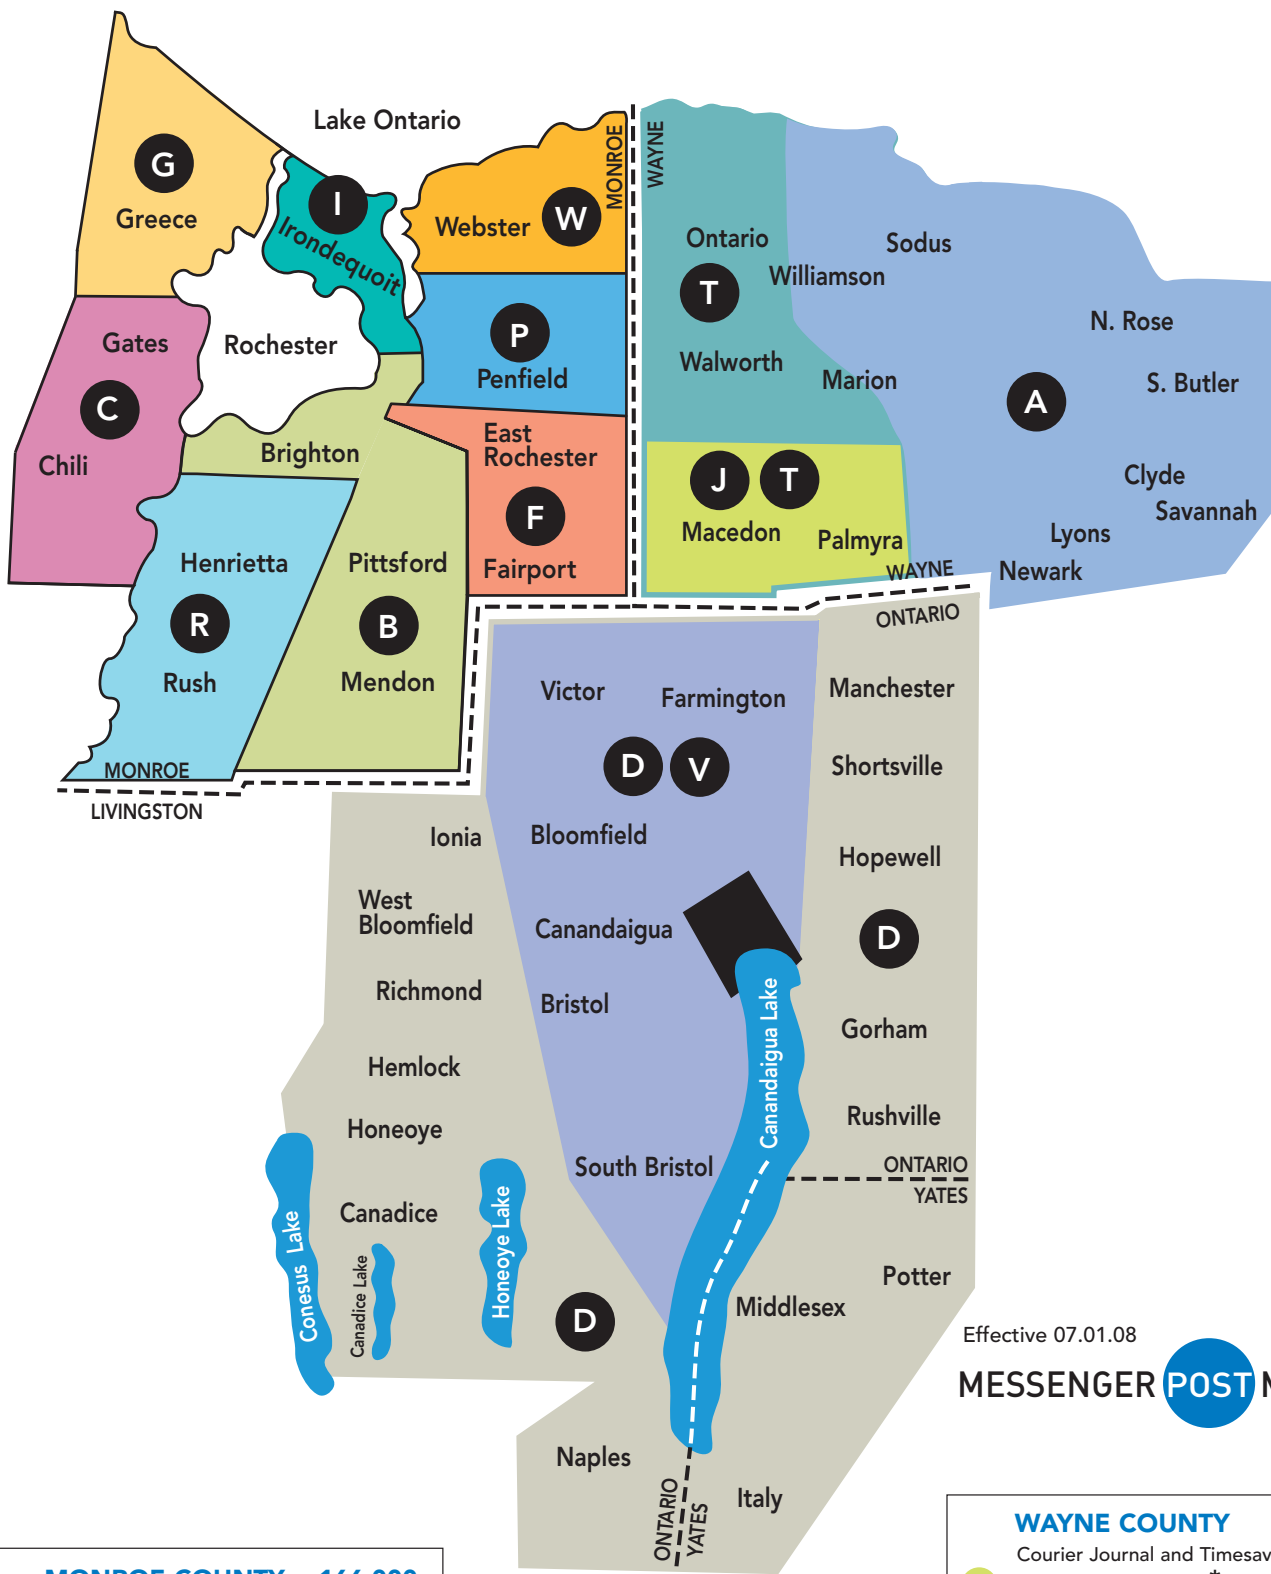 Lake Ontario
G
Greece
I
Irondequoit
Webster
W
MONROE
WAYNE
Ontario
Williamson
T
Walworth
Marion
Sodus
N. Rose
S. Butler
A
Clyde
Savannah
Lyons
Newark
Gates
Rochester
C
Chili
P
Penfield
Brighton
East
Rochester
F
Fairport
J
T
Macedon
Palmyra
WAYNE
ONTARIO
Henrietta
R
Rush
Pittsford
B
Mendon
MONROE
LIVINGSTON
Victor
Farmington
D
V
Manchester
Shortsville
Ionia
Bloomfield
Hopewell
West
Bloomfield
Canandaigua
D
Richmond
Bristol
Canandaigua Lake
Gorham
Hemlock
Honeoye
Rushville
South Bristol
ONTARIO
YATES
Conesus Lake
Canadice
Canadice Lake
Honeoye Lake
D
Potter
Middlesex
Effective 07.01.08
MESSENGER POST
Naples
ONTARIO
YATES
Italy
WAYNE COUNTY
Courier Journal and
MONROE COUNTY